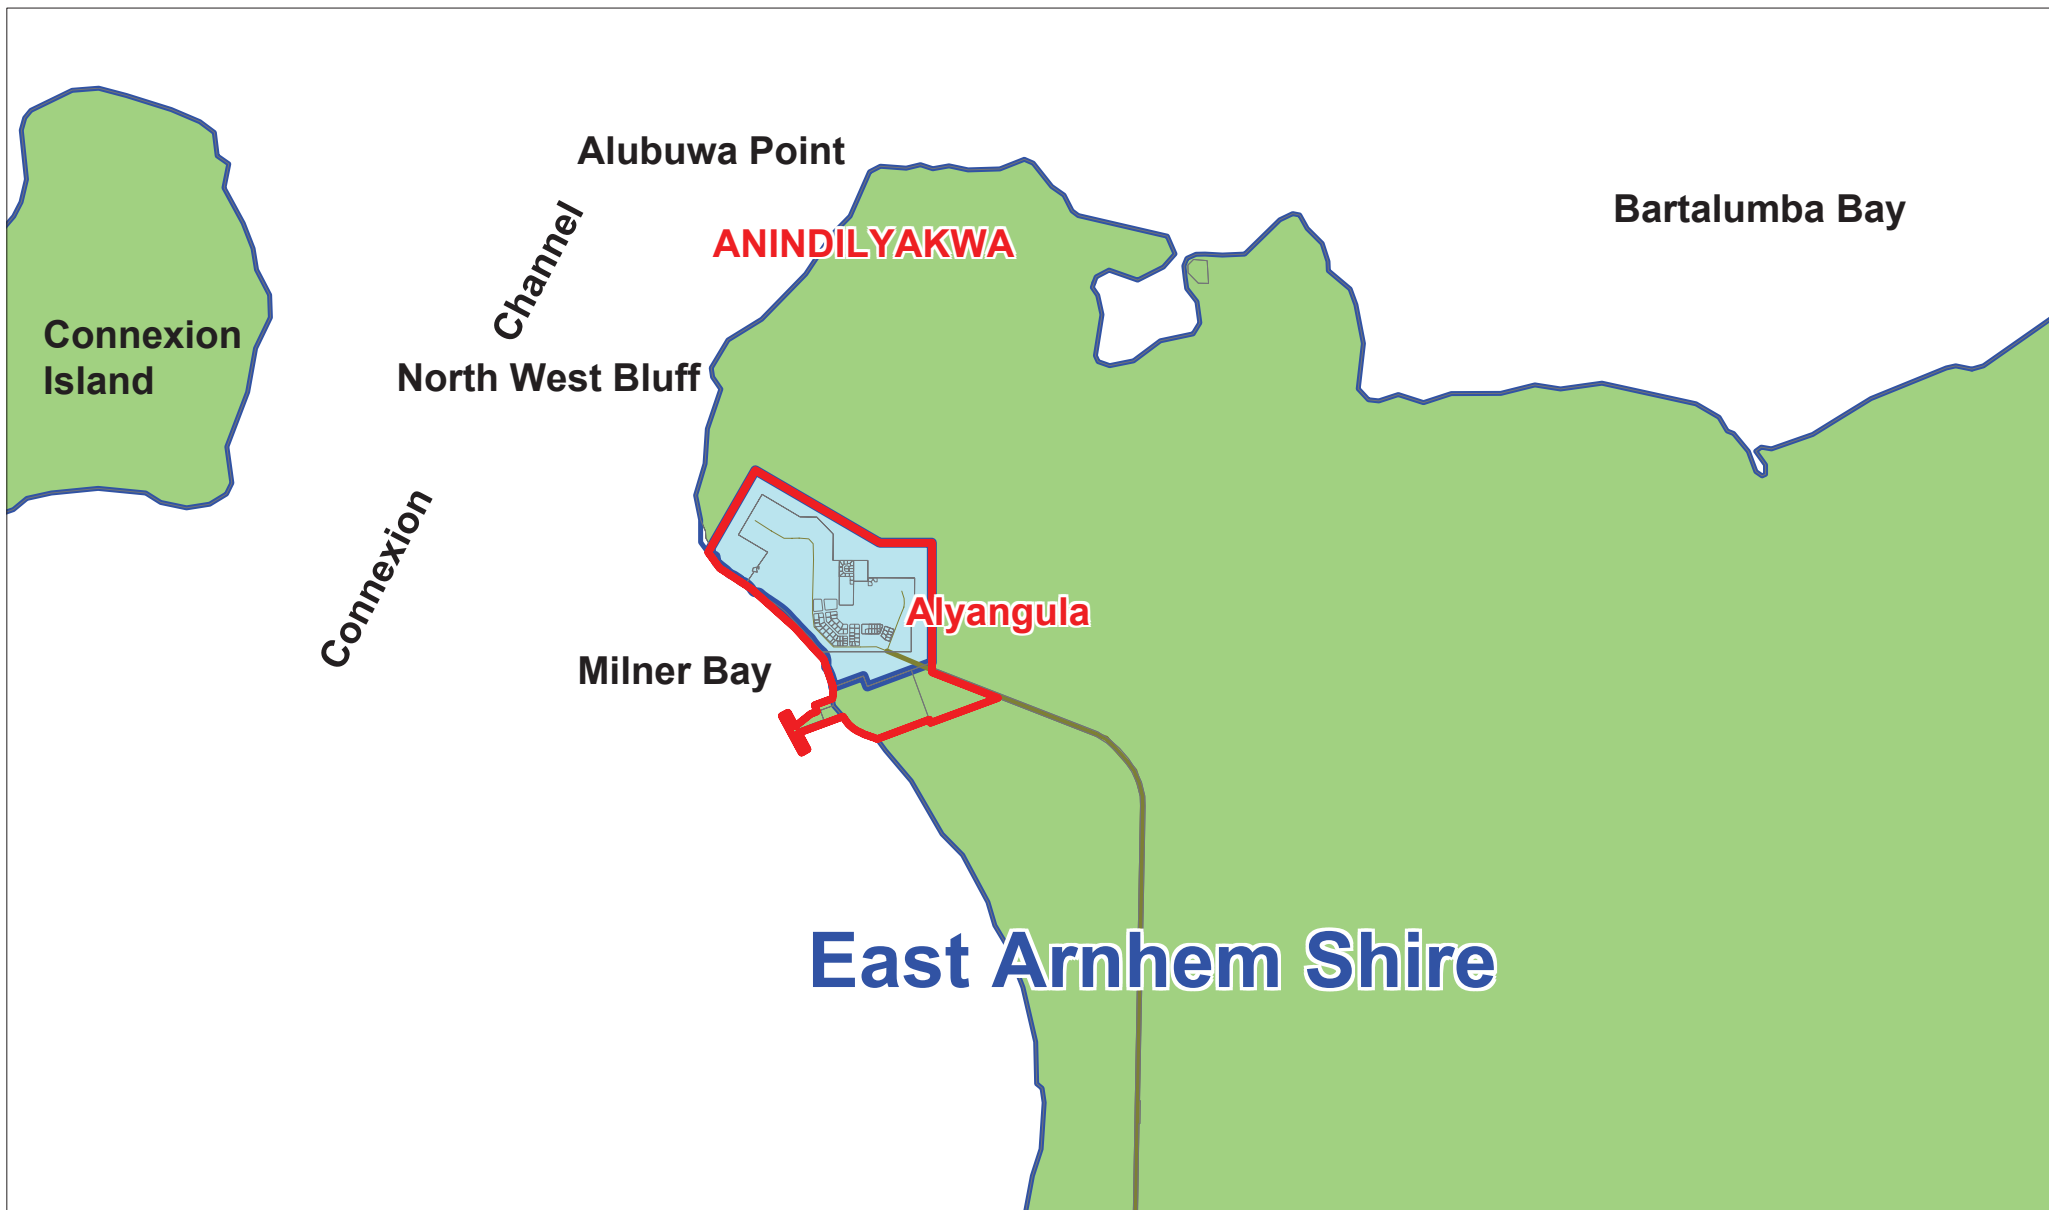 Alubuwa Point
Bartalumba Bay
ANINDILYAKWA
Channel
Connexion
Island
North West Bluff
Connexion
Alyangula
Milner Bay
East Arnhem Shire